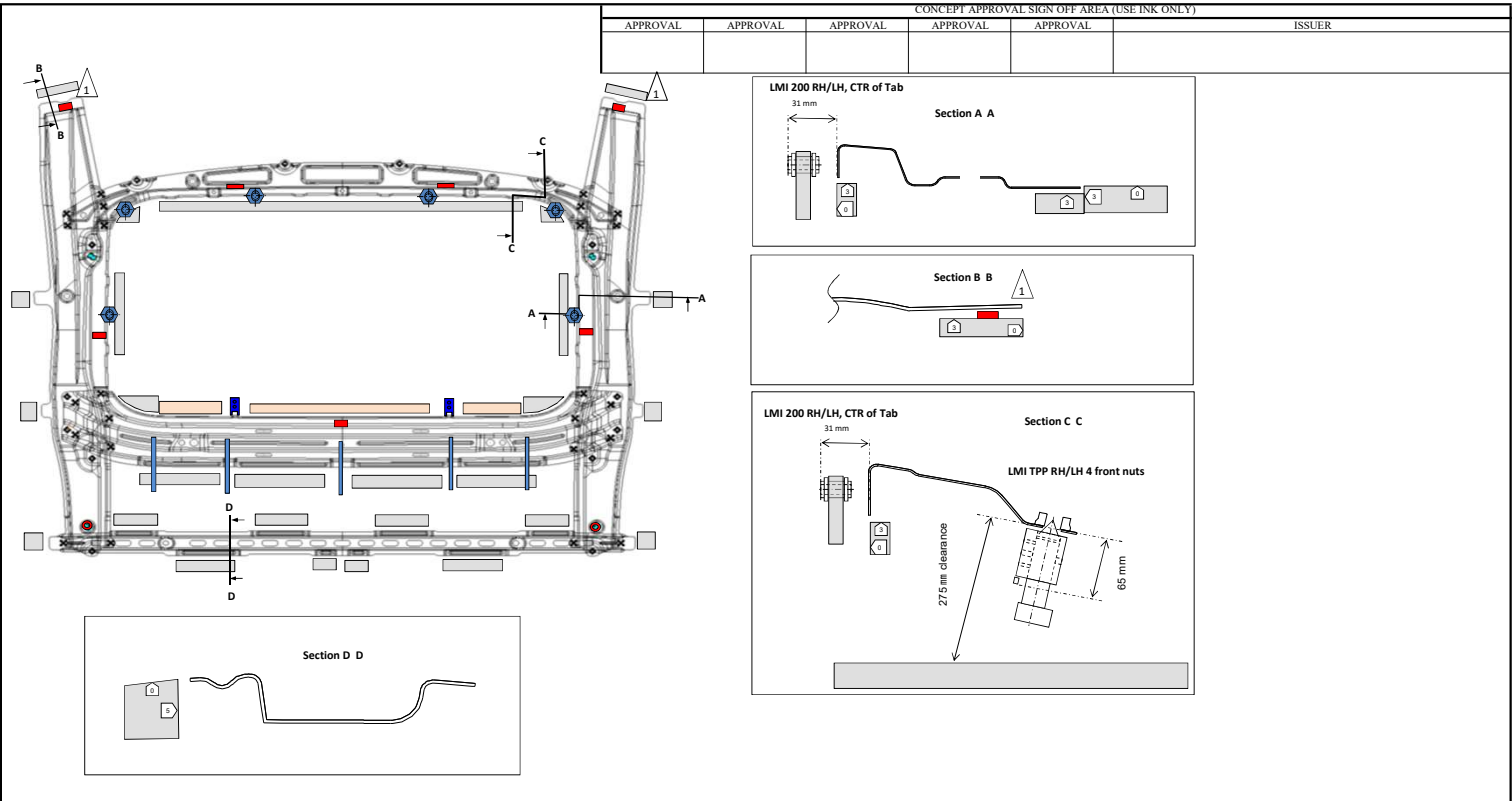 CONCEPT APPROVAL SIGN OFF AREA (USE INK ONLY)
APPROVAL APPROVAL APPROVAL APPROVAL APPROVAL ISSUER
B
1
B
1
C
C
A
A
D
D
LMI 200 RH/LH, CTR of Tab
31 mm
Section A A
3
0
3
3
0
Section B B
1
3
0
LMI 200 RH/LH, CTR of Tab
31 mm
Section C C
LMI TPP RH/LH 4 front nuts
3
0
275mm clearance
65 mm
Section D D
0
5